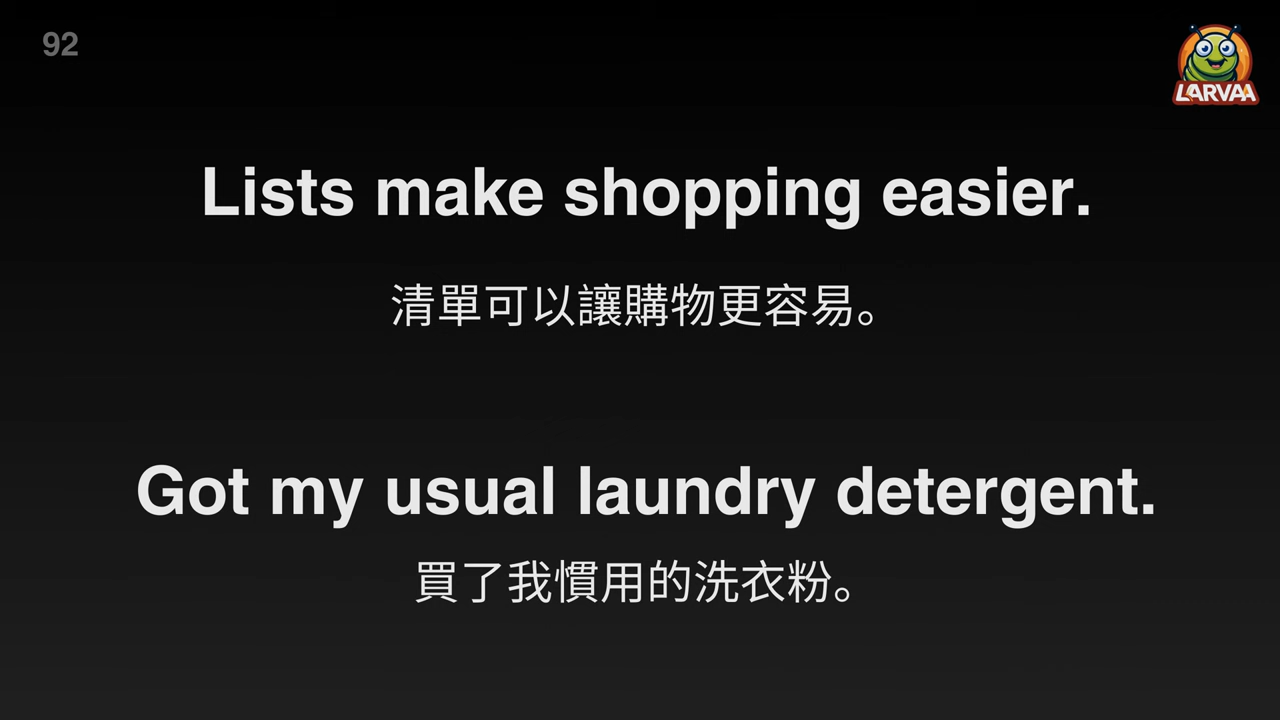 92
LARVAA
Lists make shopping easier.
清單可以讓購物更容易。
Got my usual laundry detergent.
買了我慣用的洗衣粉。